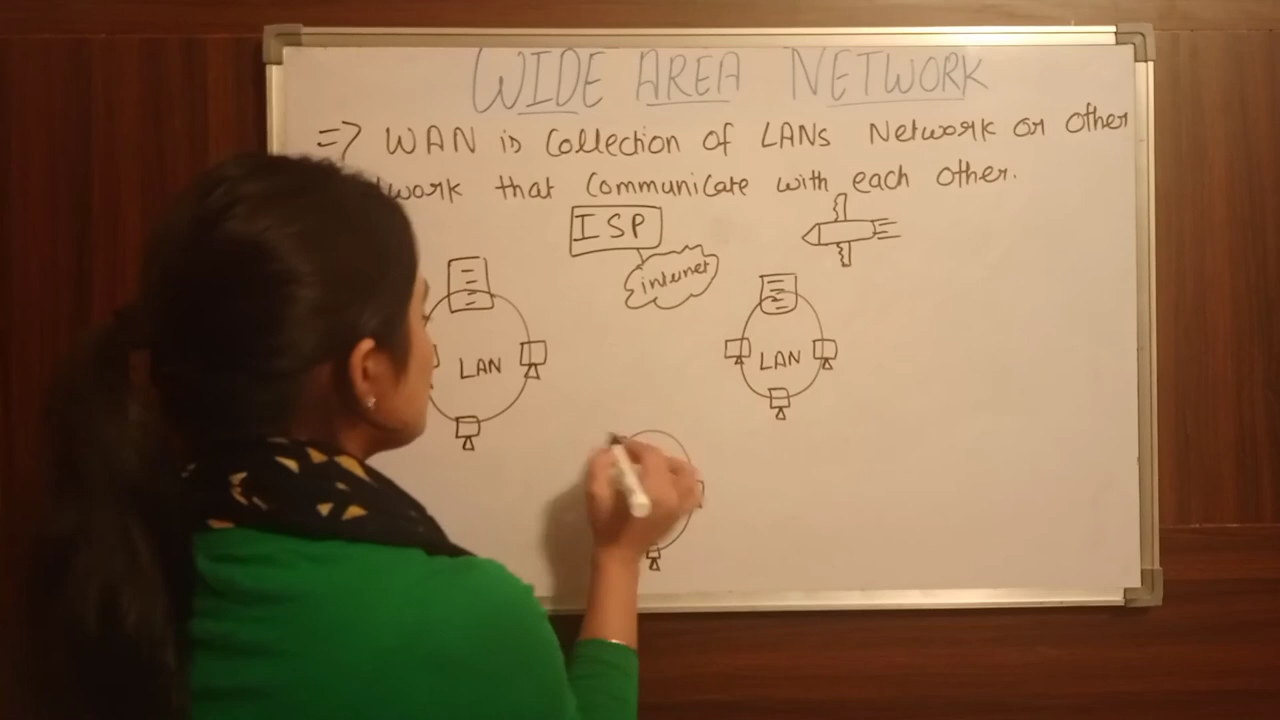 WIDE AREA NETWORK
=> WAN is Collection of LANs Network or other
work that Communicate with each other.
ISP
internet
LAN
LAN